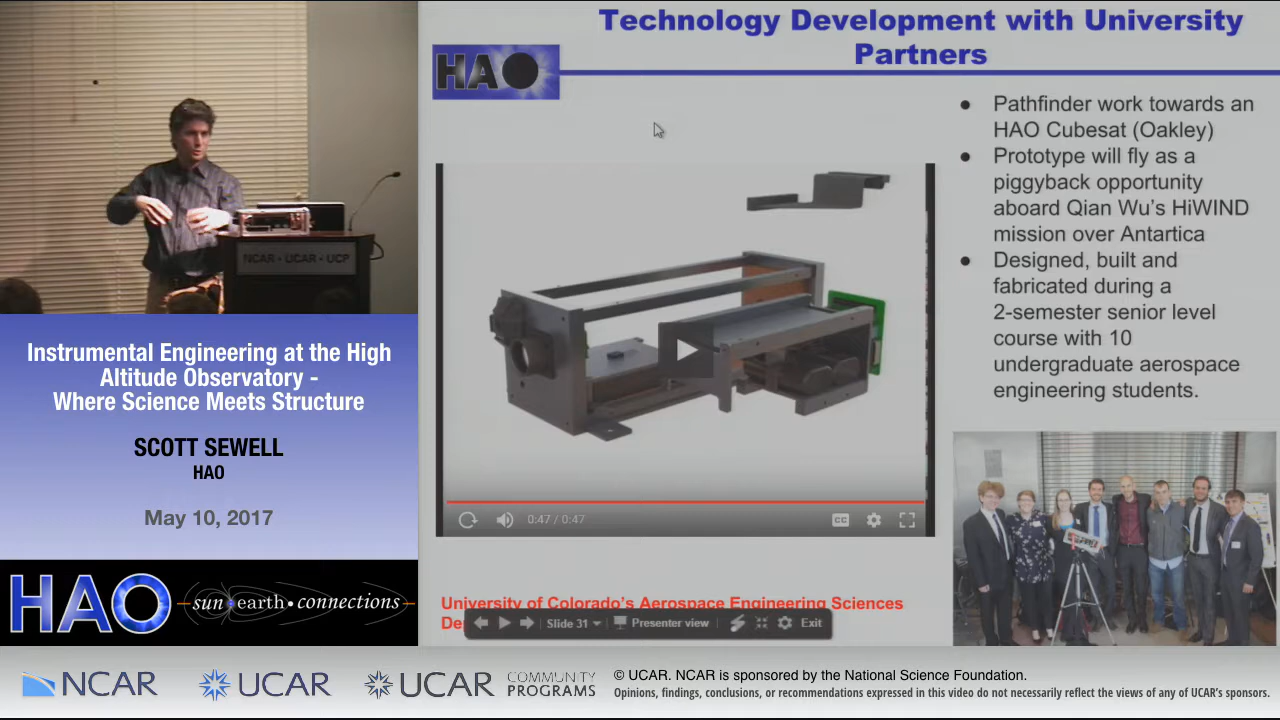 Technology Development with University
Partners
HAO
Pathfinder work towards an
HAO Cubesat (Oakley)
Prototype will fly as a
piggyback opportunity
aboard Qian Wu's HiWIND
mission over Antartica
Designed, built and
fabricated during a
2-semester senior level
course with 10
undergraduate aerospace
engineering students.
0:47 / 0:47
CC
University of Colorado's Aerospace Engineering Sciences
De
Slide 31
Presenter view
Exit
NCAR • UCAR • UCP
Instrumental Engineering at the High
Altitude Observatory -
Where Science Meets Structure
SCOTT SEWELL
HAO
May 10, 2017
HAO
sun • earth • connections
NCAR
UCAR
UCAR
COMMUNITY
PROGRAMS
© UCAR. NCAR is sponsored by the National Science Foundation.
Opinions, findings, conclusions, or recommendations expressed in this video do not necessarily reflect the views of any of UCAR's sponsors.